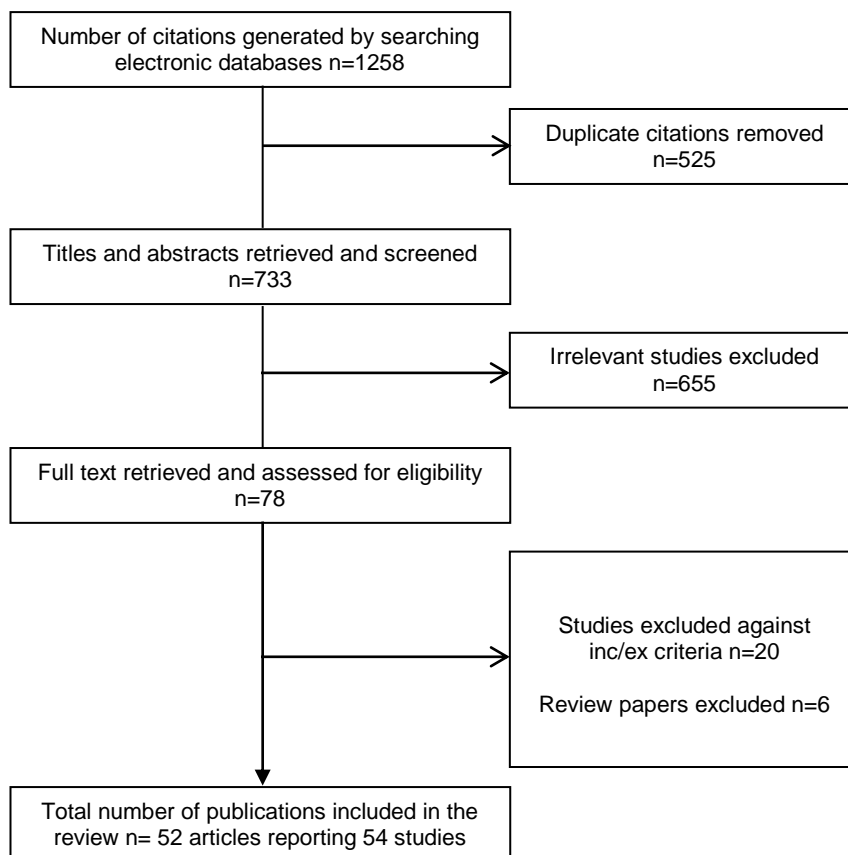 Number of citations generated by searching
electronic databases n=1258
Duplicate citations removed
n=525
Titles and abstracts retrieved and screened
n=733
Irrelevant studies excluded
n=655
Full text retrieved and assessed for eligibility
n=78
Studies excluded against
inc/ex criteria n=20
Review papers excluded n=6
Total number of publications included in the
review n= 52 articles reporting 54 studies